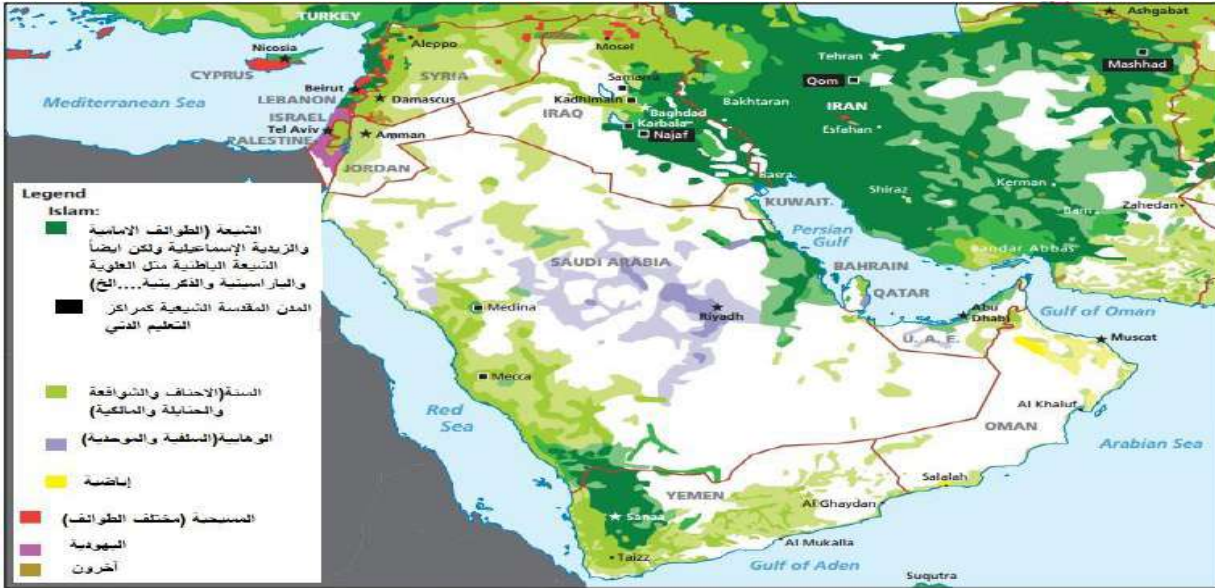 TURKEY
Ashgabat
Nicosia
Aleppo
Mosel
Tehran
Mashhad
CYPRUS
SYRIA
Samarra
Qom
Beirut
Kadhimain
Mediterranean Sea
LEBANON
Damascus
IRAQ
Baghdad
Bakhtaran
IRAN
ISRAEL
Karbala
Esfahan
Tel Aviv
Amman
Najaf
PALESTINE
JORDAN
Basra
Shiraz
Kerman
KUWAIT
Zahedan
Bam
Persian
Gulf
Bandar Abbas
SAUDI ARABIA
BAHRAIN
QATAR
Medina
Riyadh
Abu
Dhabi
Gulf of Oman
U. A. E.
Muscat
Mecca
Red
Sea
Al Khaluf
OMAN
Arabian Sea
Salalah
YEMEN
Al Ghaydan
Sanaa
Taizz
Al Mukalla
Gulf of Aden
Suqutra
Legend
Islam:
الشيعة (الطوائف الامامية
والزيدية الإسماعيلية ولكن ايضاً
الشيعة الباطنية مثل العلوية
والذكريتية....الخ)
المدن المقدسة الشيعية كمراكز
التعليم الدني
السنة(الاحناف والشوافعة
والحنابلة والمالكية)
الوهابية(السلفية والموحدية)
إباضية
المسيحية (مختلف الطوائف)
اليهودية
آخرون